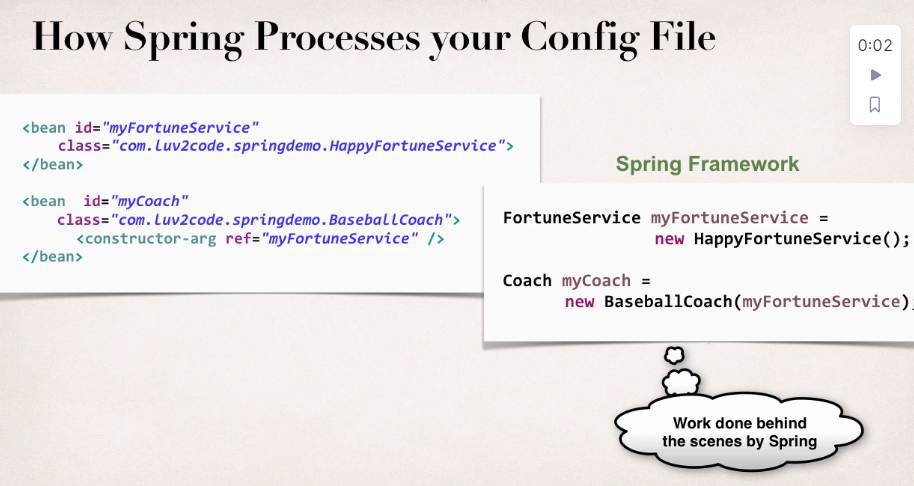 How Spring Processes your Config File
0:02
<bean id="myFortuneService"
class="com.luv2code.springdemo.HappyFortuneService">
</bean>
<bean id="myCoach"
class="com.luv2code.springdemo.BaseballCoach">
<constructor-arg ref="myFortuneService" />
</bean>
Spring Framework
FortuneService myFortuneService =
new HappyFortuneService();
Coach myCoach =
new BaseballCoach(myFortuneService);
Work done behind
the scenes by Spring